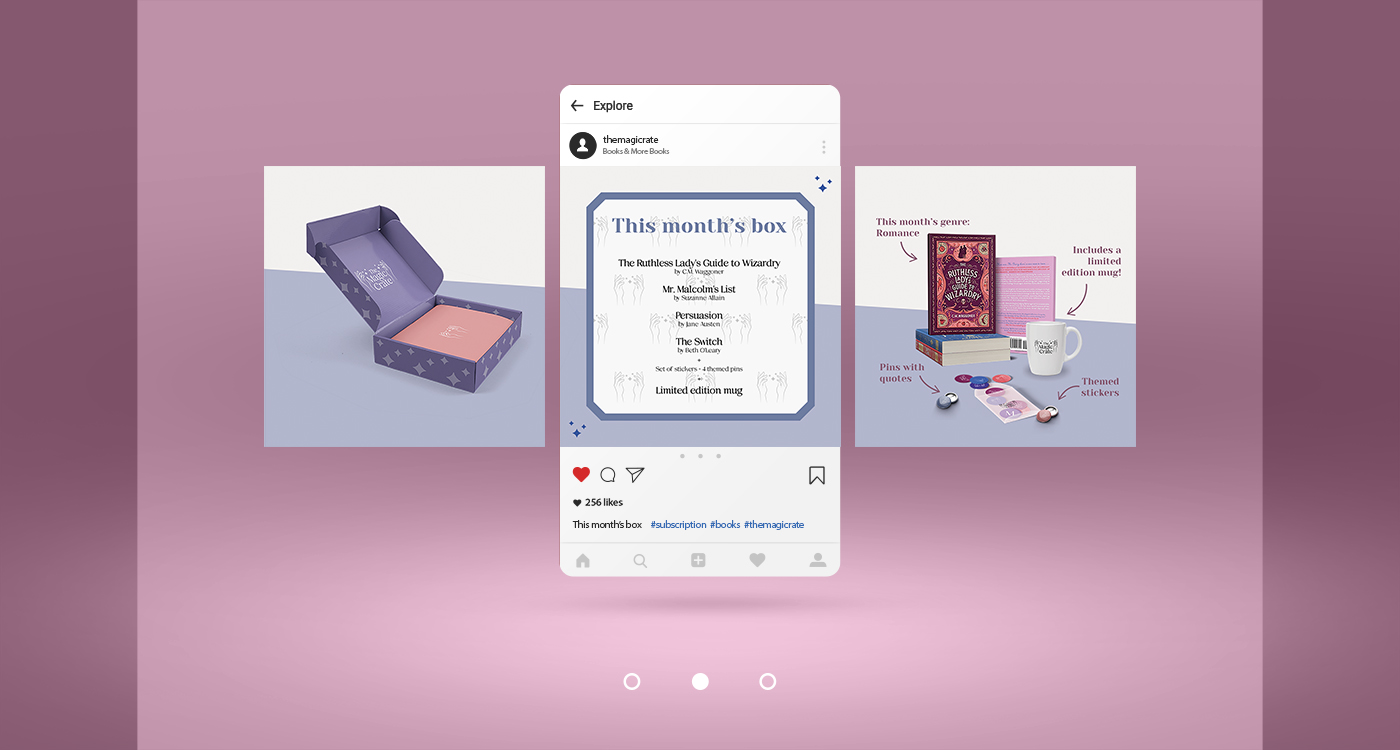 The
Magic
Crate
Explore
themagicrate
Books & More Books
This month's box
The Ruthless Lady's Guide to Wizardry
by C.M. Waggoner
Mr. Malcolm's List
by Suzanne Allain
Persuasion
by Jane Austen
The Switch
by Beth O'Leary
+
Set of stickers + 4 themed pins
+
Limited edition mug
256 likes
This month's box #subscription #books #themagicrate
This month's genre:
Romance
Includes a
limited
edition mug!
THE
RUTHLESS
LADY'S
GUIDE TO
WIZARDRY
C. M. WAGGONER
The
Magic
Crate
Pins with
quotes
Themed
stickers